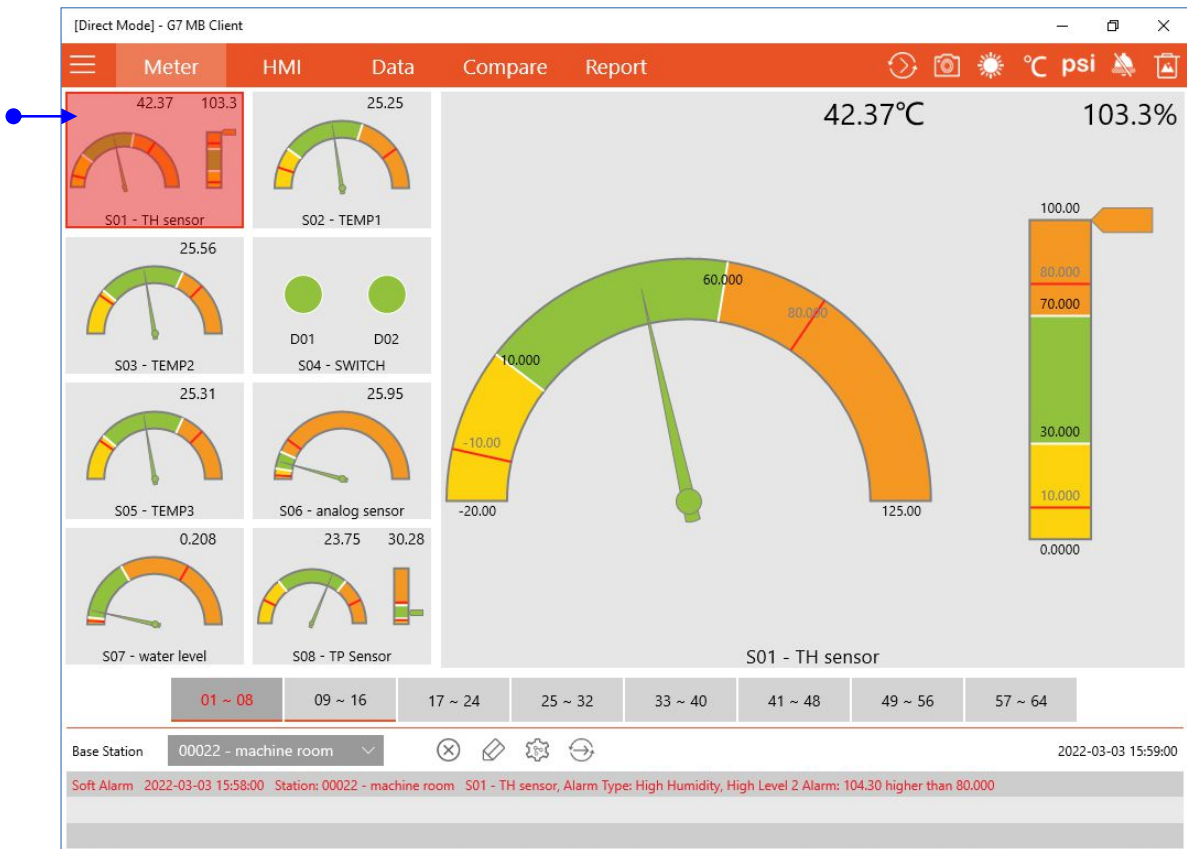 [Direct Mode] - G7 MB Client
Meter HMI Data Compare Report ℃ psi
42.37 103.3
S01 - TH sensor
25.25
S02 - TEMP1
25.56
S03 - TEMP2
D01 D02
S04 - SWITCH
25.31
S05 - TEMP3
25.95
S06 - analog sensor
0.208
S07 - water level
23.75 30.28
S08 - TP Sensor
42.37℃ 103.3%
60.000
80.000
10.000
-10.00
-20.00 125.00
100.00
80.000
70.000
30.000
10.000
0.0000
S01 - TH sensor
01 ~ 08 09 ~ 16 17 ~ 24 25 ~ 32 33 ~ 40 41 ~ 48 49 ~ 56 57 ~ 64
Base Station 00022 - machine room 2022-03-03 15:59:00
Soft Alarm 2022-03-03 15:58:00 Station: 00022 - machine room S01 - TH sensor, Alarm Type: High Humidity, High Level 2 Alarm: 104.30 higher than 80.000